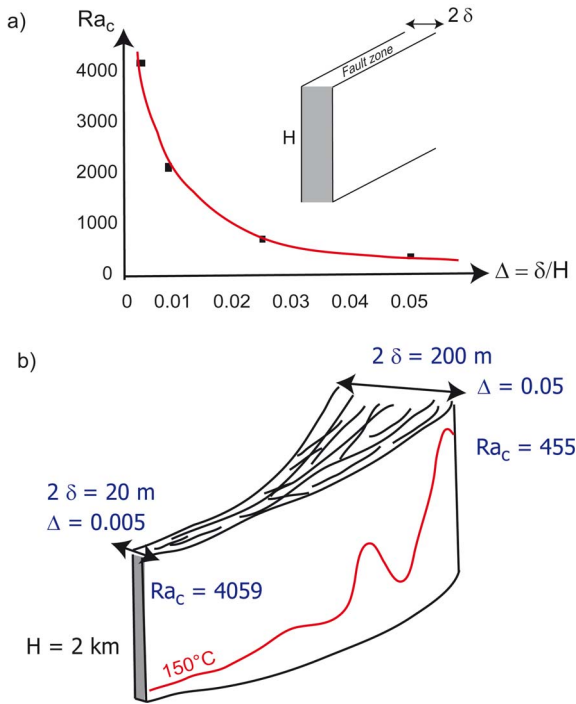 a)
Ra_c
4000
3000
2000
1000
0
0 0.01 0.02 0.03 0.04 0.05
Δ = δ/H
2 δ
Fault zone
H
b)
2 δ = 200 m
Δ = 0.05
Ra_c = 455
2 δ = 20 m
Δ = 0.005
Ra_c = 4059
H = 2 km
150°C